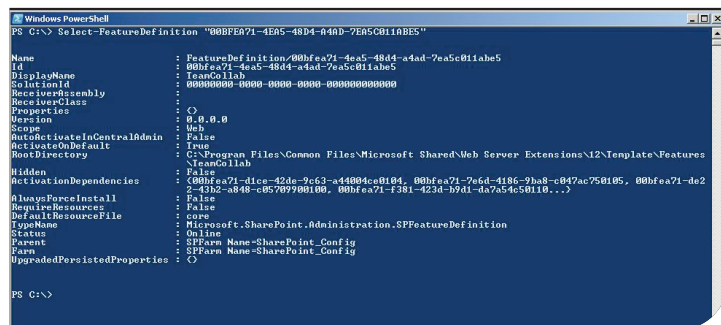 Windows PowerShell
PS C:\> Select-FeatureDefinition "00BFEA71-4EA5-48D4-A4AD-7EA5C011ABE5"
Name : FeatureDefinition/00bfea71-4ea5-48d4-a4ad-7ea5c011abe5
Id : 00bfea71-4ea5-48d4-a4ad-7ea5c011abe5
DisplayName : TeamCollab
SolutionId : 00000000-0000-0000-0000-000000000000
ReceiverAssembly :
ReceiverClass :
Properties : {}
Version : 0.0.0.0
Scope : Web
AutoActivateInCentralAdmin : False
ActivateOnDefault : True
RootDirectory : C:\Program Files\Common Files\Microsoft Shared\Web Server Extensions\12\Template\Features
\TeamCollab
Hidden : False
ActivationDependencies : {00bfea71-d1ce-42de-9c63-a44004ce0104, 00bfea71-7e6d-4186-9ba8-c047ac750105, 00bfea71-de2
2-43b2-a848-c05709900100, 00bfea71-f381-423d-b9d1-da7a54c50110...}
AlwaysForceInstall : False
RequireResources : False
DefaultResourceFile : core
TypeName : Microsoft.SharePoint.Administration.SPFeatureDefinition
Status : Online
Parent : SPFarm Name=SharePoint_Config
Farm : SPFarm Name=SharePoint_Config
UpgradedPersistedProperties : {}
PS C:\>